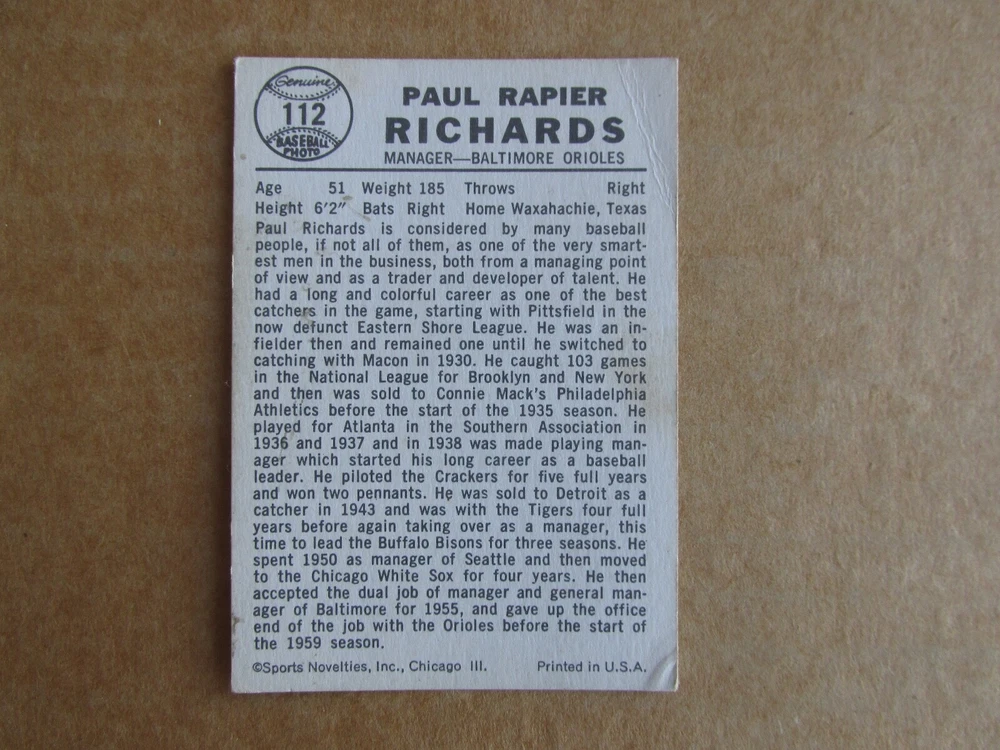 Genuine
112
BASEBALL
PHOTO
PAUL RAPIER
RICHARDS
MANAGER—BALTIMORE ORIOLES
Age 51 Weight 185 Throws Right
Height 6'2" Bats Right Home Waxahachie, Texas
Paul Richards is considered by many baseball
people, if not all of them, as one of the very smart-
est men in the business, both from a managing point
of view and as a trader and developer of talent. He
had a long and colorful career as one of the best
catchers in the game, starting with Pittsfield in the
now defunct Eastern Shore League. He was an in-
fielder then and remained one until he switched to
catching with Macon in 1930. He caught 103 games
in the National League for Brooklyn and New York
and then was sold to Connie Mack's Philadelphia
Athletics before the start of the 1935 season. He
played for Atlanta in the Southern Association in
1936 and 1937 and in 1938 was made playing man-
ager which started his long career as a baseball
leader. He piloted the Crackers for five full years
and won two pennants. He was sold to Detroit as a
catcher in 1943 and was with the Tigers four full
years before again taking over as a manager, this
time to lead the Buffalo Bisons for three seasons. He
spent 1950 as manager of Seattle and then moved
to the Chicago White Sox for four years. He then
accepted the dual job of manager and general man-
ager of Baltimore for 1955, and gave up the office
end of the job with the Orioles before the start of
the 1959 season.
©Sports Novelties, Inc., Chicago Ill. Printed in U.S.A.